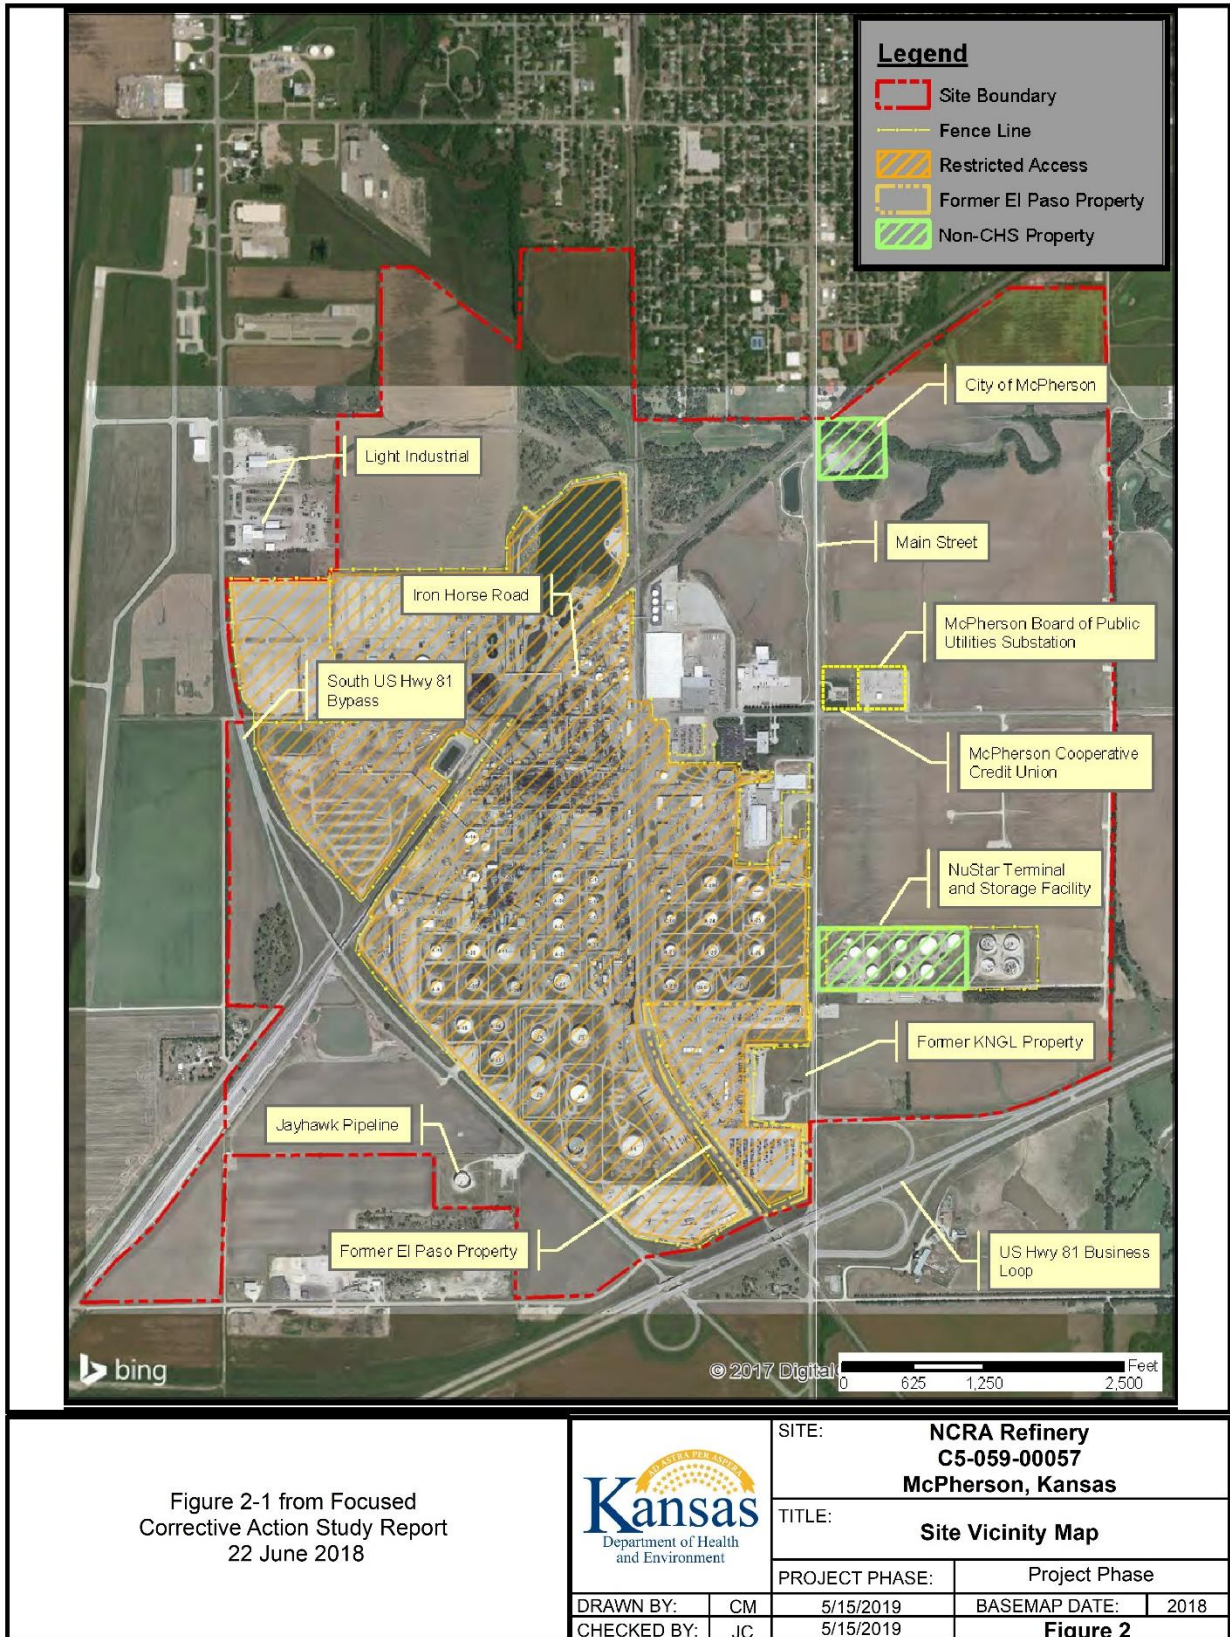 Legend
Site Boundary
Fence Line
Restricted Access
Former El Paso Property
Non-CHS Property
City of McPherson
Light Industrial
Main Street
Iron Horse Road
McPherson Board of Public
Utilities Substation
South US Hwy 81
Bypass
McPherson Cooperative
Credit Union
NuStar Terminal
and Storage Facility
Former KNGL Property
Jayhawk Pipeline
Former El Paso Property
US Hwy 81 Business
Loop
bing
© 2017 Digital
Feet
0 625 1,250 2,500
Figure 2-1 from Focused
Corrective Action Study Report
22 June 2018
AD ASTRA PER ASPERA
Kansas
Department of Health
and Environment
SITE: NCRA Refinery
C5-059-00057
McPherson, Kansas
TITLE: Site Vicinity Map
PROJECT PHASE: Project Phase
DRAWN BY: CM 5/15/2019 BASEMAP DATE: 2018
CHECKED BY: JC 5/15/2019 Figure 2